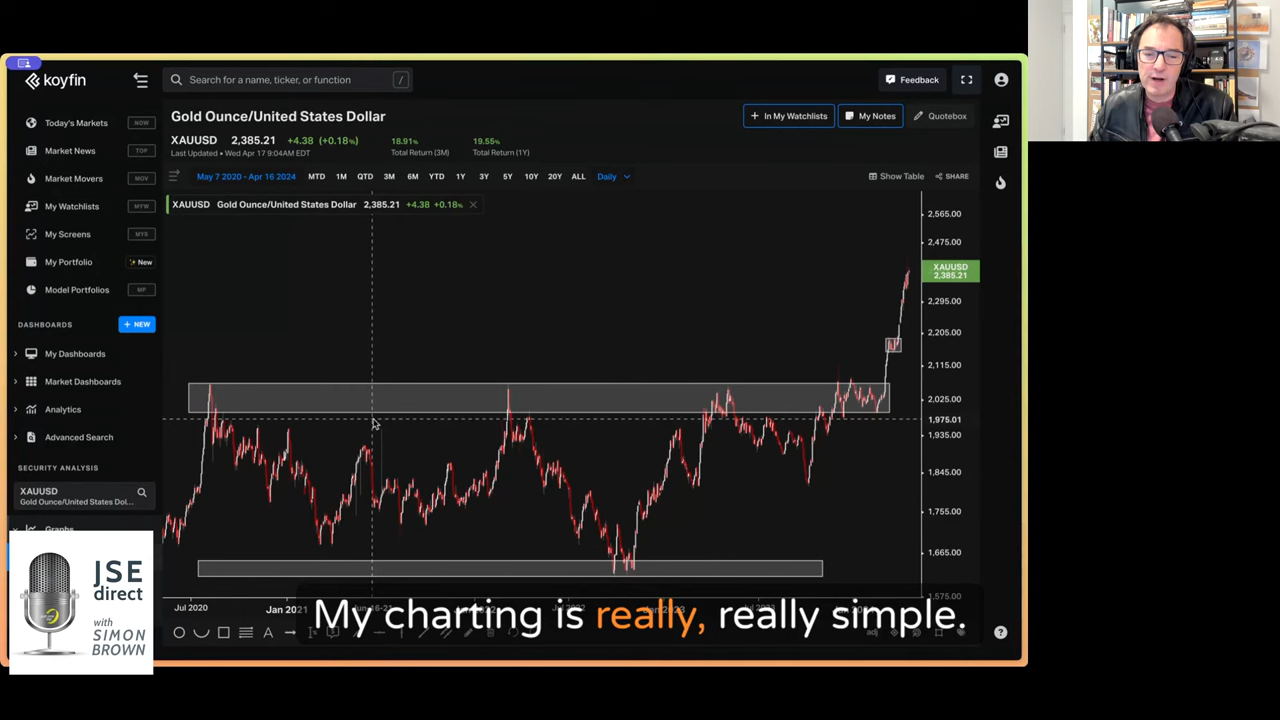 koyfin
Search for a name, ticker, or function /
Feedback
Gold Ounce/United States Dollar
In My Watchlists
My Notes
Quotebox
XAUUSD 2,385.21 +4.38 (+0.18%)
Last Updated • Wed Apr 17 9:04AM EDT
18.91%
Total Return (3M)
19.55%
Total Return (1Y)
May 7 2020 - Apr 16 2024 MTD 1M QTD 3M 6M YTD 1Y 3Y 5Y 10Y 20Y ALL Daily
Show Table
SHARE
XAUUSD Gold Ounce/United States Dollar 2,385.21 +4.38 +0.18%
Today's Markets NOW
Market News TOP
Market Movers MOV
My Watchlists MYW
My Screens MYS
My Portfolio New
Model Portfolios MP
DASHBOARDS
+ NEW
My Dashboards
Market Dashboards
Analytics
Advanced Search
SECURITY ANALYSIS
XAUUSD
Gold Ounce/United States Dol...
Graphs
2,565.00
2,475.00
XAUUSD
2,385.21
2,295.00
2,205.00
2,115.00
2,025.00
1,975.01
1,935.00
1,845.00
1,755.00
1,665.00
1,575.00
Jul 2020
Jan 2021
My charting is really, really simple.
JSE
direct
with
SIMON
BROWN